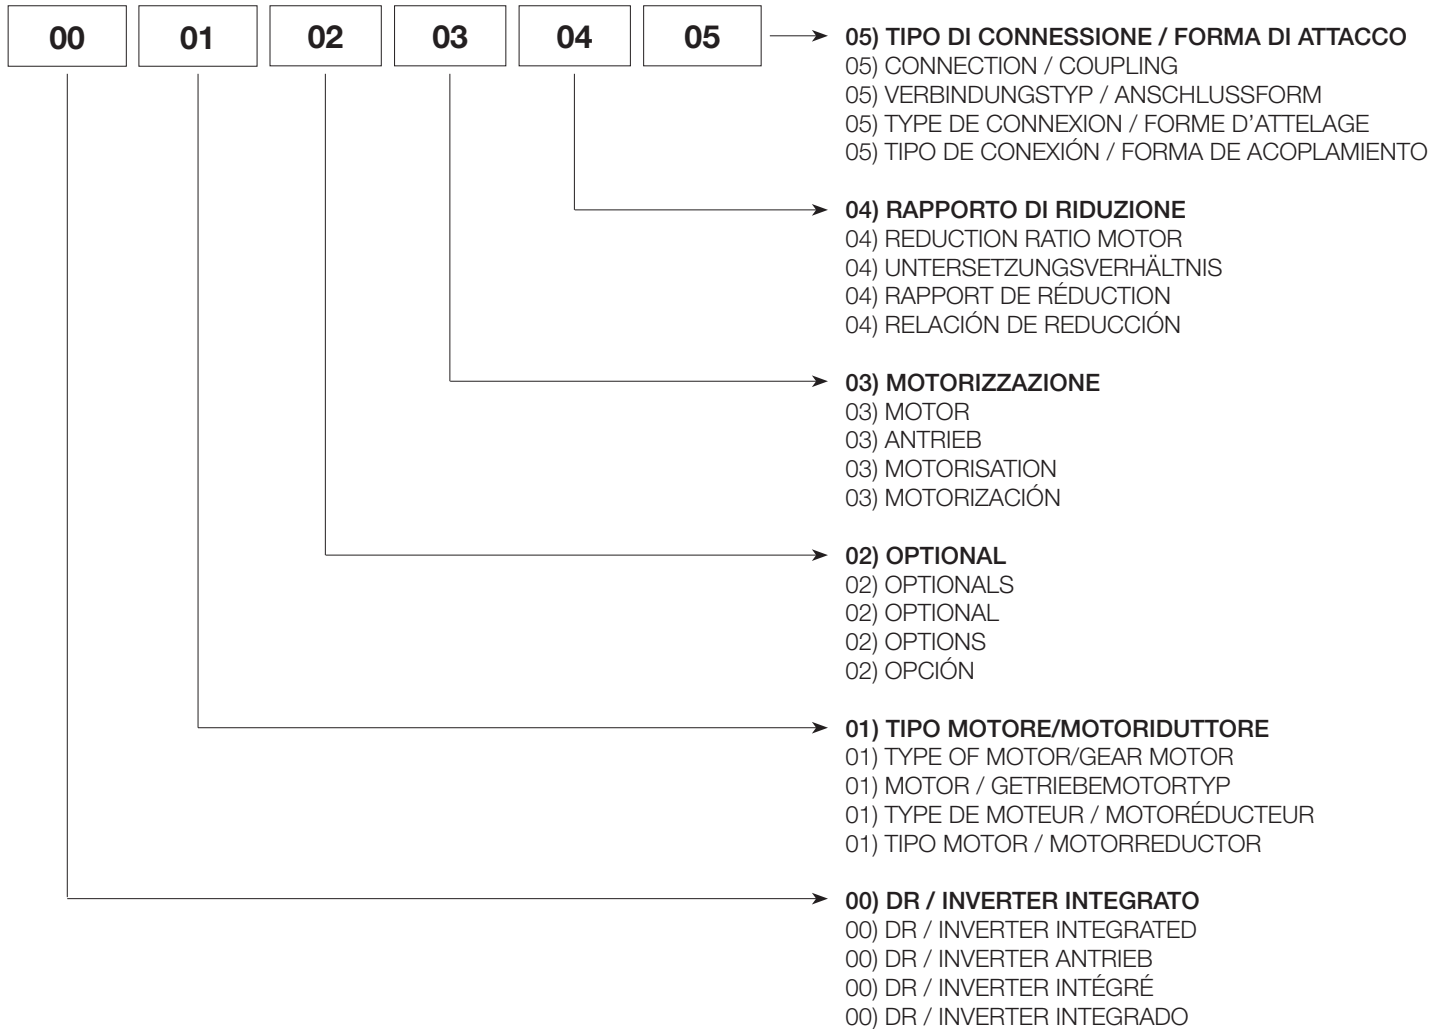 00 01 02 03 04 05
05) TIPO DI CONNESSIONE / FORMA DI ATTACCO
05) CONNECTION / COUPLING
05) VERBINDUNGSTYP / ANSCHLUSSFORM
05) TYPE DE CONNEXION / FORME D’ATTELAGE
05) TIPO DE CONEXIÓN / FORMA DE ACOPLAMIENTO
04) RAPPORTO DI RIDUZIONE
04) REDUCTION RATIO MOTOR
04) UNTERSETZUNGSVERHÄLTNIS
04) RAPPORT DE RÉDUCTION
04) RELACIÓN DE REDUCCIÓN
03) MOTORIZZAZIONE
03) MOTOR
03) ANTRIEB
03) MOTORISATION
03) MOTORIZACIÓN
02) OPTIONAL
02) OPTIONALS
02) OPTIONAL
02) OPTIONS
02) OPCIÓN
01) TIPO MOTORE/MOTORIDUTTORE
01) TYPE OF MOTOR/GEAR MOTOR
01) MOTOR / GETRIEBEMOTORTYP
01) TYPE DE MOTEUR / MOTORÉDUCTEUR
01) TIPO MOTOR / MOTORREDUCTOR
00) DR / INVERTER INTEGRATO
00) DR / INVERTER INTEGRATED
00) DR / INVERTER ANTRIEB
00) DR / INVERTER INTÉGRÉ
00) DR / INVERTER INTEGRADO